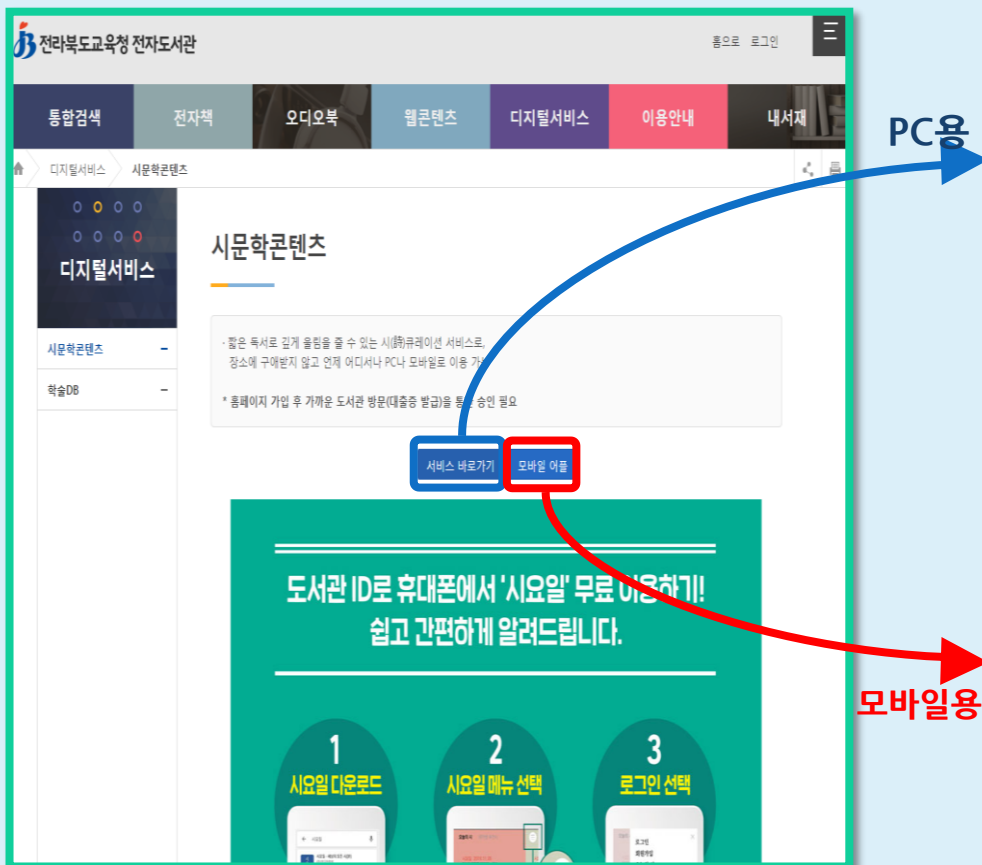 전라북도교육청 전자도서관
홈으로 로그인
통합검색 전자책 오디오북 웹콘텐츠 디지털서비스 이용안내 내서재
PC용
디지털서비스 시문학콘텐츠
디지털서비스
시문학콘텐츠
시문학콘텐츠 –
학술DB –
· 짧은 독서로 깊게 울림을 줄 수 있는 시(詩)큐레이션 서비스로,
장소에 구애받지 않고 언제 어디서나 PC나 모바일로 이용
* 홈페이지 가입 후 가까운 도서관 방문(대출증 발급)을 승인 필요
서비스 바로가기 모바일 어플
도서관 ID로 휴대폰에서 '시요일' 무료 이용하기!
쉽고 간편하게 알려드립니다.
모바일용
1 2 3
시요일 다운로드 시요일 메뉴 선택 로그인 선택
시요일
로그인
회원가입